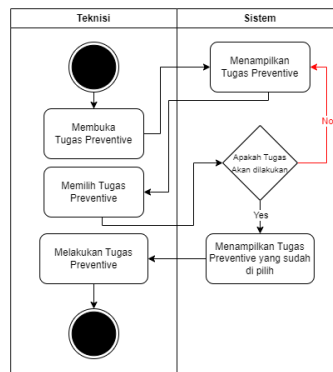 Teknisi
Sistem
Menampilkan
Tugas Preventive
Membuka
Tugas Preventive
No
Apakah Tugas
Akan dilakukan
Memilih Tugas
Preventive
Yes
Melakukan Tugas
Preventive
Menampilkan Tugas
Preventive yang sudah
di pilih